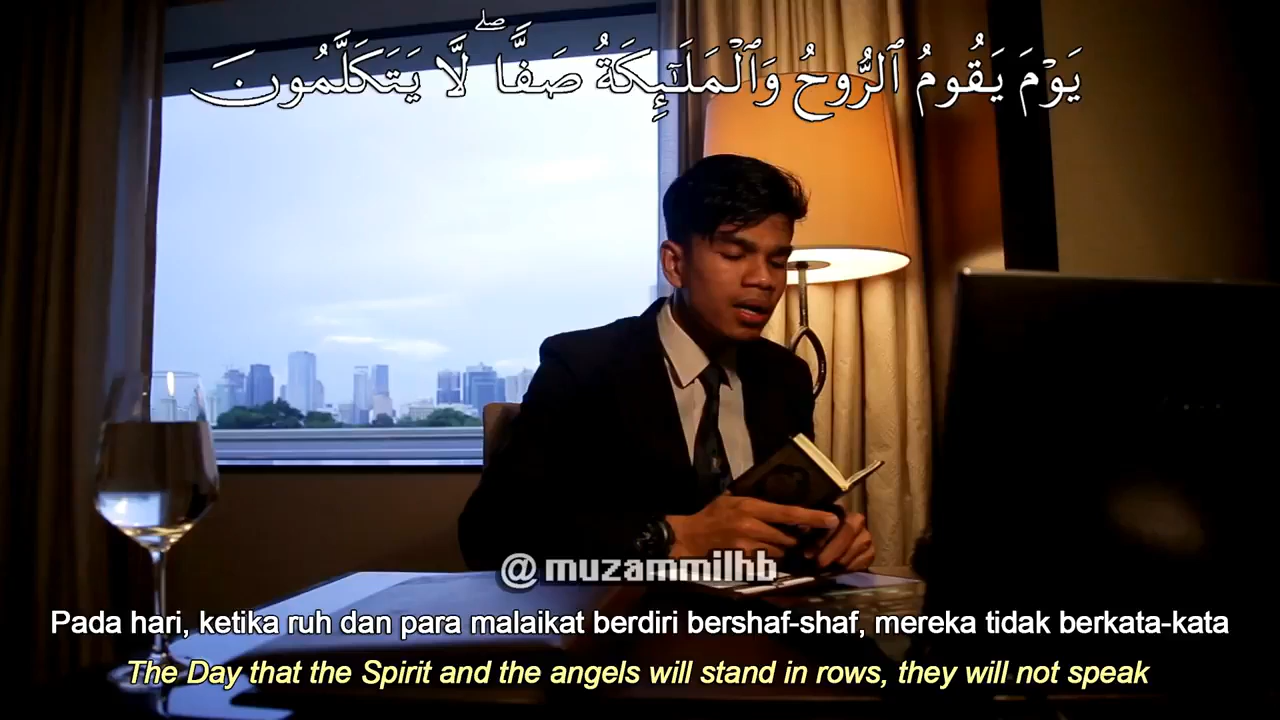 يَوْمَ يَقُومُ ٱلرُّوحُ وَٱلْمَلَـٰٓئِكَةُ صَفًّا ۖ لَّا يَتَكَلَّمُونَ
@muzammilhb
Pada hari, ketika ruh dan para malaikat berdiri bershaf-shaf, mereka tidak berkata-kata
The Day that the Spirit and the angels will stand in rows, they will not speak